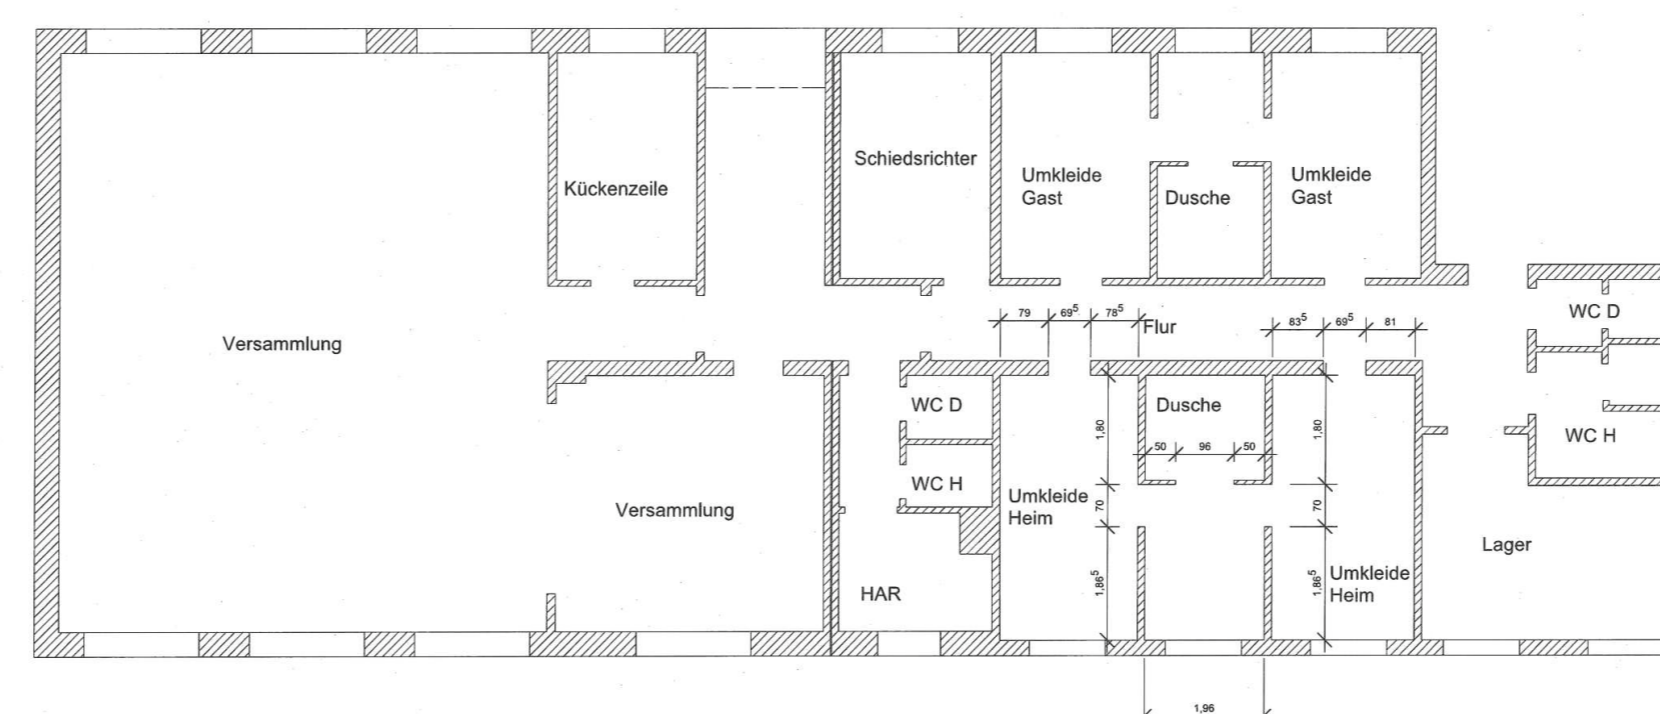 Schiedsrichter
Umkleide
Gast
Dusche
Umkleide
Gast
Kückenzeile
WC D
79
69⁵
78⁵
Flur
83⁵
69⁵
81
Versammlung
WC D
Dusche
1,80
1,80
50
96
50
WC H
WC H
Umkleide
Heim
70
70
Versammlung
Lager
HAR
1,86⁵
1,86⁵
Umkleide
Heim
1,96